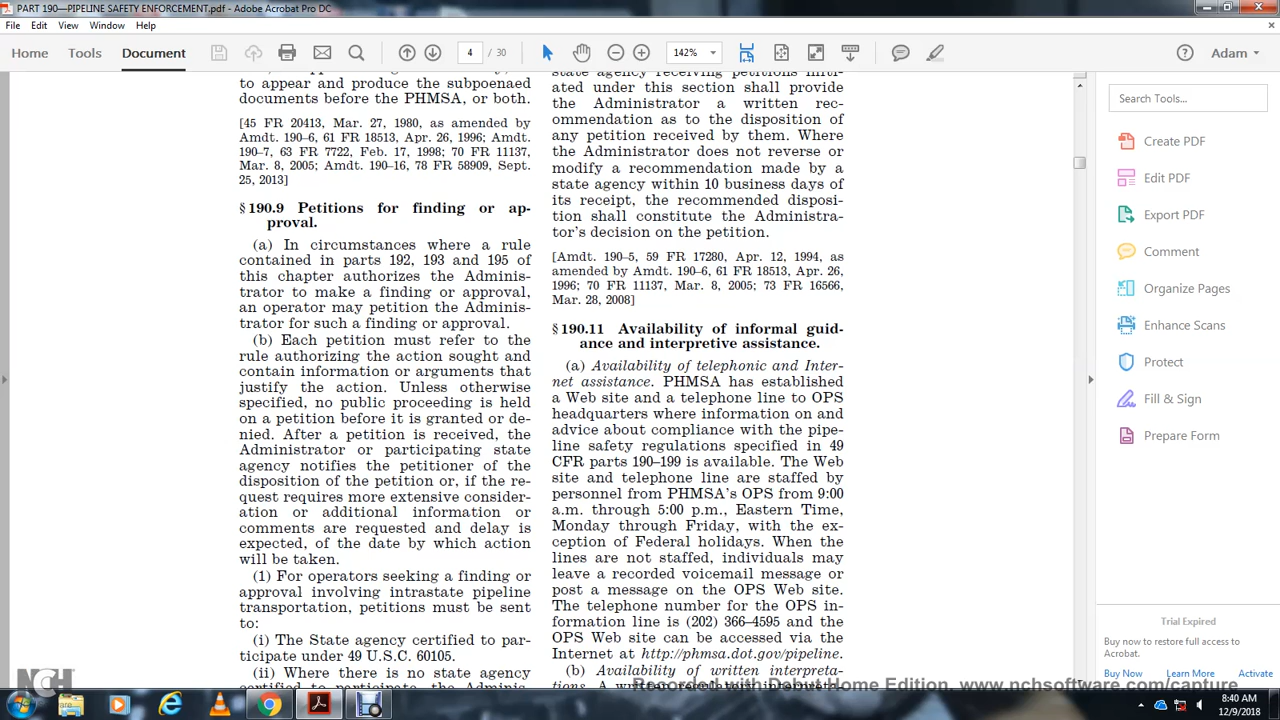 PART 190—PIPELINE SAFETY ENFORCEMENT.pdf - Adobe Acrobat Pro DC
File Edit View Window Help
Home Tools Document 4 / 30 142% Adam
to appear and produce the subpoenaed
documents before the PHMSA, or both.
[45 FR 20413, Mar. 27, 1980, as amended by
Amdt. 190–6, 61 FR 18513, Apr. 26, 1996; Amdt.
190–7, 63 FR 7722, Feb. 17, 1998; 70 FR 11137,
Mar. 8, 2005; Amdt. 190–16, 78 FR 58909, Sept.
25, 2013]
§ 190.9 Petitions for finding or ap-
proval.
(a) In circumstances where a rule
contained in parts 192, 193 and 195 of
this chapter authorizes the Adminis-
trator to make a finding or approval,
an operator may petition the Adminis-
trator for such a finding or approval.
(b) Each petition must refer to the
rule authorizing the action sought and
contain information or arguments that
justify the action. Unless otherwise
specified, no public proceeding is held
on a petition before it is granted or de-
nied. After a petition is received, the
Administrator or participating state
agency notifies the petitioner of the
disposition of the petition or, if the re-
quest requires more extensive consider-
ation or additional information or
comments are requested and delay is
expected, of the date by which action
will be taken.
(1) For operators seeking a finding or
approval involving intrastate pipeline
transportation, petitions must be sent
to:
(i) The State agency certified to par-
ticipate under 49 U.S.C. 60105.
(ii) Where there is no state agency
certified to participate, the Adminis-
state agency receiving petitions initi-
ated under this section shall provide
the Administrator a written rec-
ommendation as to the disposition of
any petition received by them. Where
the Administrator does not reverse or
modify a recommendation made by a
state agency within 10 business days of
its receipt, the recommended disposi-
tion shall constitute the Administra-
tor's decision on the petition.
[Amdt. 190–5, 59 FR 17280, Apr. 12, 1994, as
amended by Amdt. 190–6, 61 FR 18513, Apr. 26,
1996; 70 FR 11137, Mar. 8, 2005; 73 FR 16566,
Mar. 28, 2008]
§ 190.11 Availability of informal guid-
ance and interpretive assistance.
(a) Availability of telephonic and Inter-
net assistance. PHMSA has established
a Web site and a telephone line to OPS
headquarters where information on and
advice about compliance with the pipe-
line safety regulations specified in 49
CFR parts 190–199 is available. The Web
site and telephone line are staffed by
personnel from PHMSA's OPS from 9:00
a.m. through 5:00 p.m., Eastern Time,
Monday through Friday, with the ex-
ception of Federal holidays. When the
lines are not staffed, individuals may
leave a recorded voicemail message or
post a message on the OPS Web site.
The telephone number for the OPS in-
formation line is (202) 366–4595 and the
OPS Web site can be accessed via the
Internet at http://phmsa.dot.gov/pipeline.
(b) Availability of written interpreta-
Search Tools...
Create PDF
Edit PDF
Export PDF
Comment
Organize Pages
Enhance Scans
Protect
Fill & Sign
Prepare Form
Trial Expired
Buy now to restore full access to
Acrobat.
Buy Now Learn More Activate
NCH
Recorded with Debut Home Edition. www.nchsoftware.com/capture
8:40 AM
12/9/2018